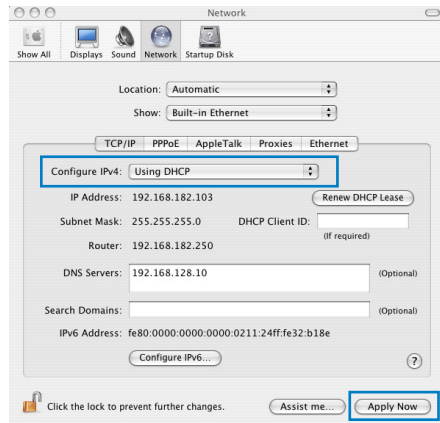 Network
Show All Displays Sound Network Startup Disk
Location: Automatic
Show: Built-in Ethernet
TCP/IP PPPoE AppleTalk Proxies Ethernet
Configure IPv4: Using DHCP
IP Address: 192.168.182.103 Renew DHCP Lease
Subnet Mask: 255.255.255.0 DHCP Client ID:
(If required)
Router: 192.168.182.250
DNS Servers: 192.168.128.10 (Optional)
Search Domains: (Optional)
IPv6 Address: fe80:0000:0000:0000:0211:24ff:fe32:b18e
Configure IPv6... ?
Click the lock to prevent further changes. Assist me... Apply Now